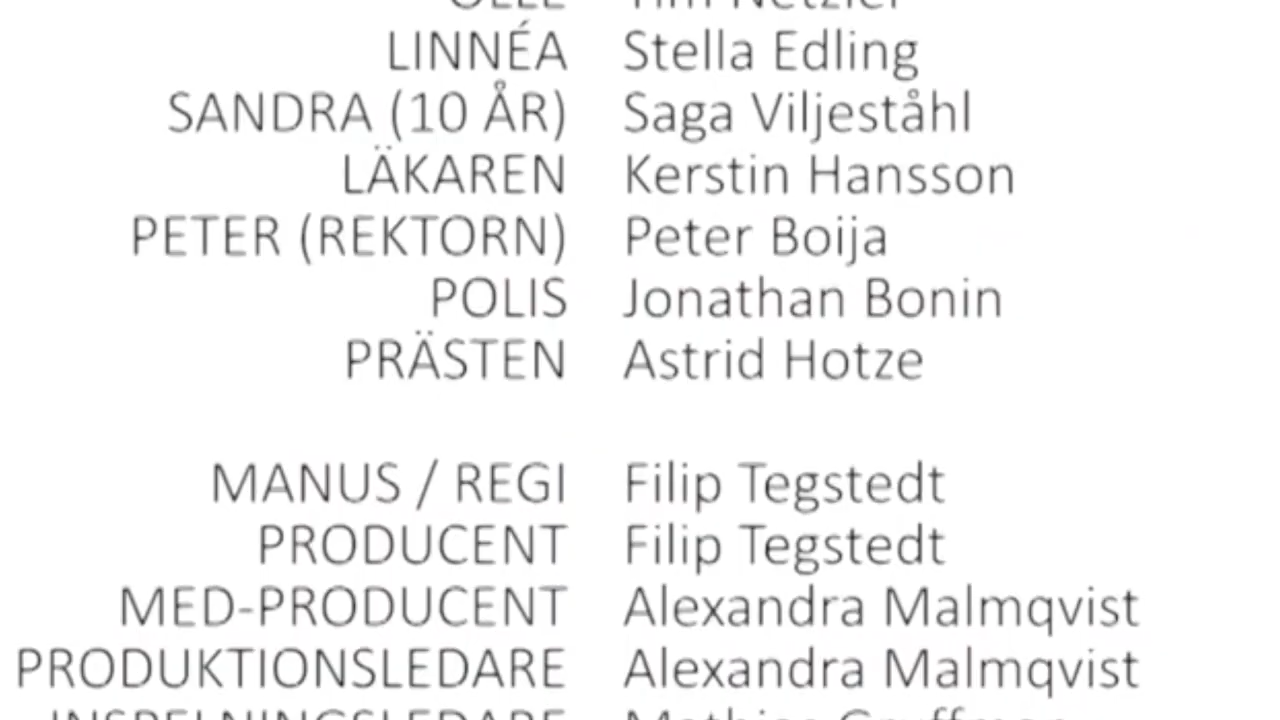 LINNÉA Stella Edling
SANDRA (10 ÅR) Saga Viljeståhl
LÄKAREN Kerstin Hansson
PETER (REKTORN) Peter Boija
POLIS Jonathan Bonin
PRÄSTEN Astrid Hotze
MANUS / REGI Filip Tegstedt
PRODUCENT Filip Tegstedt
MED-PRODUCENT Alexandra Malmqvist
PRODUKTIONSLEDARE Alexandra Malmqvist